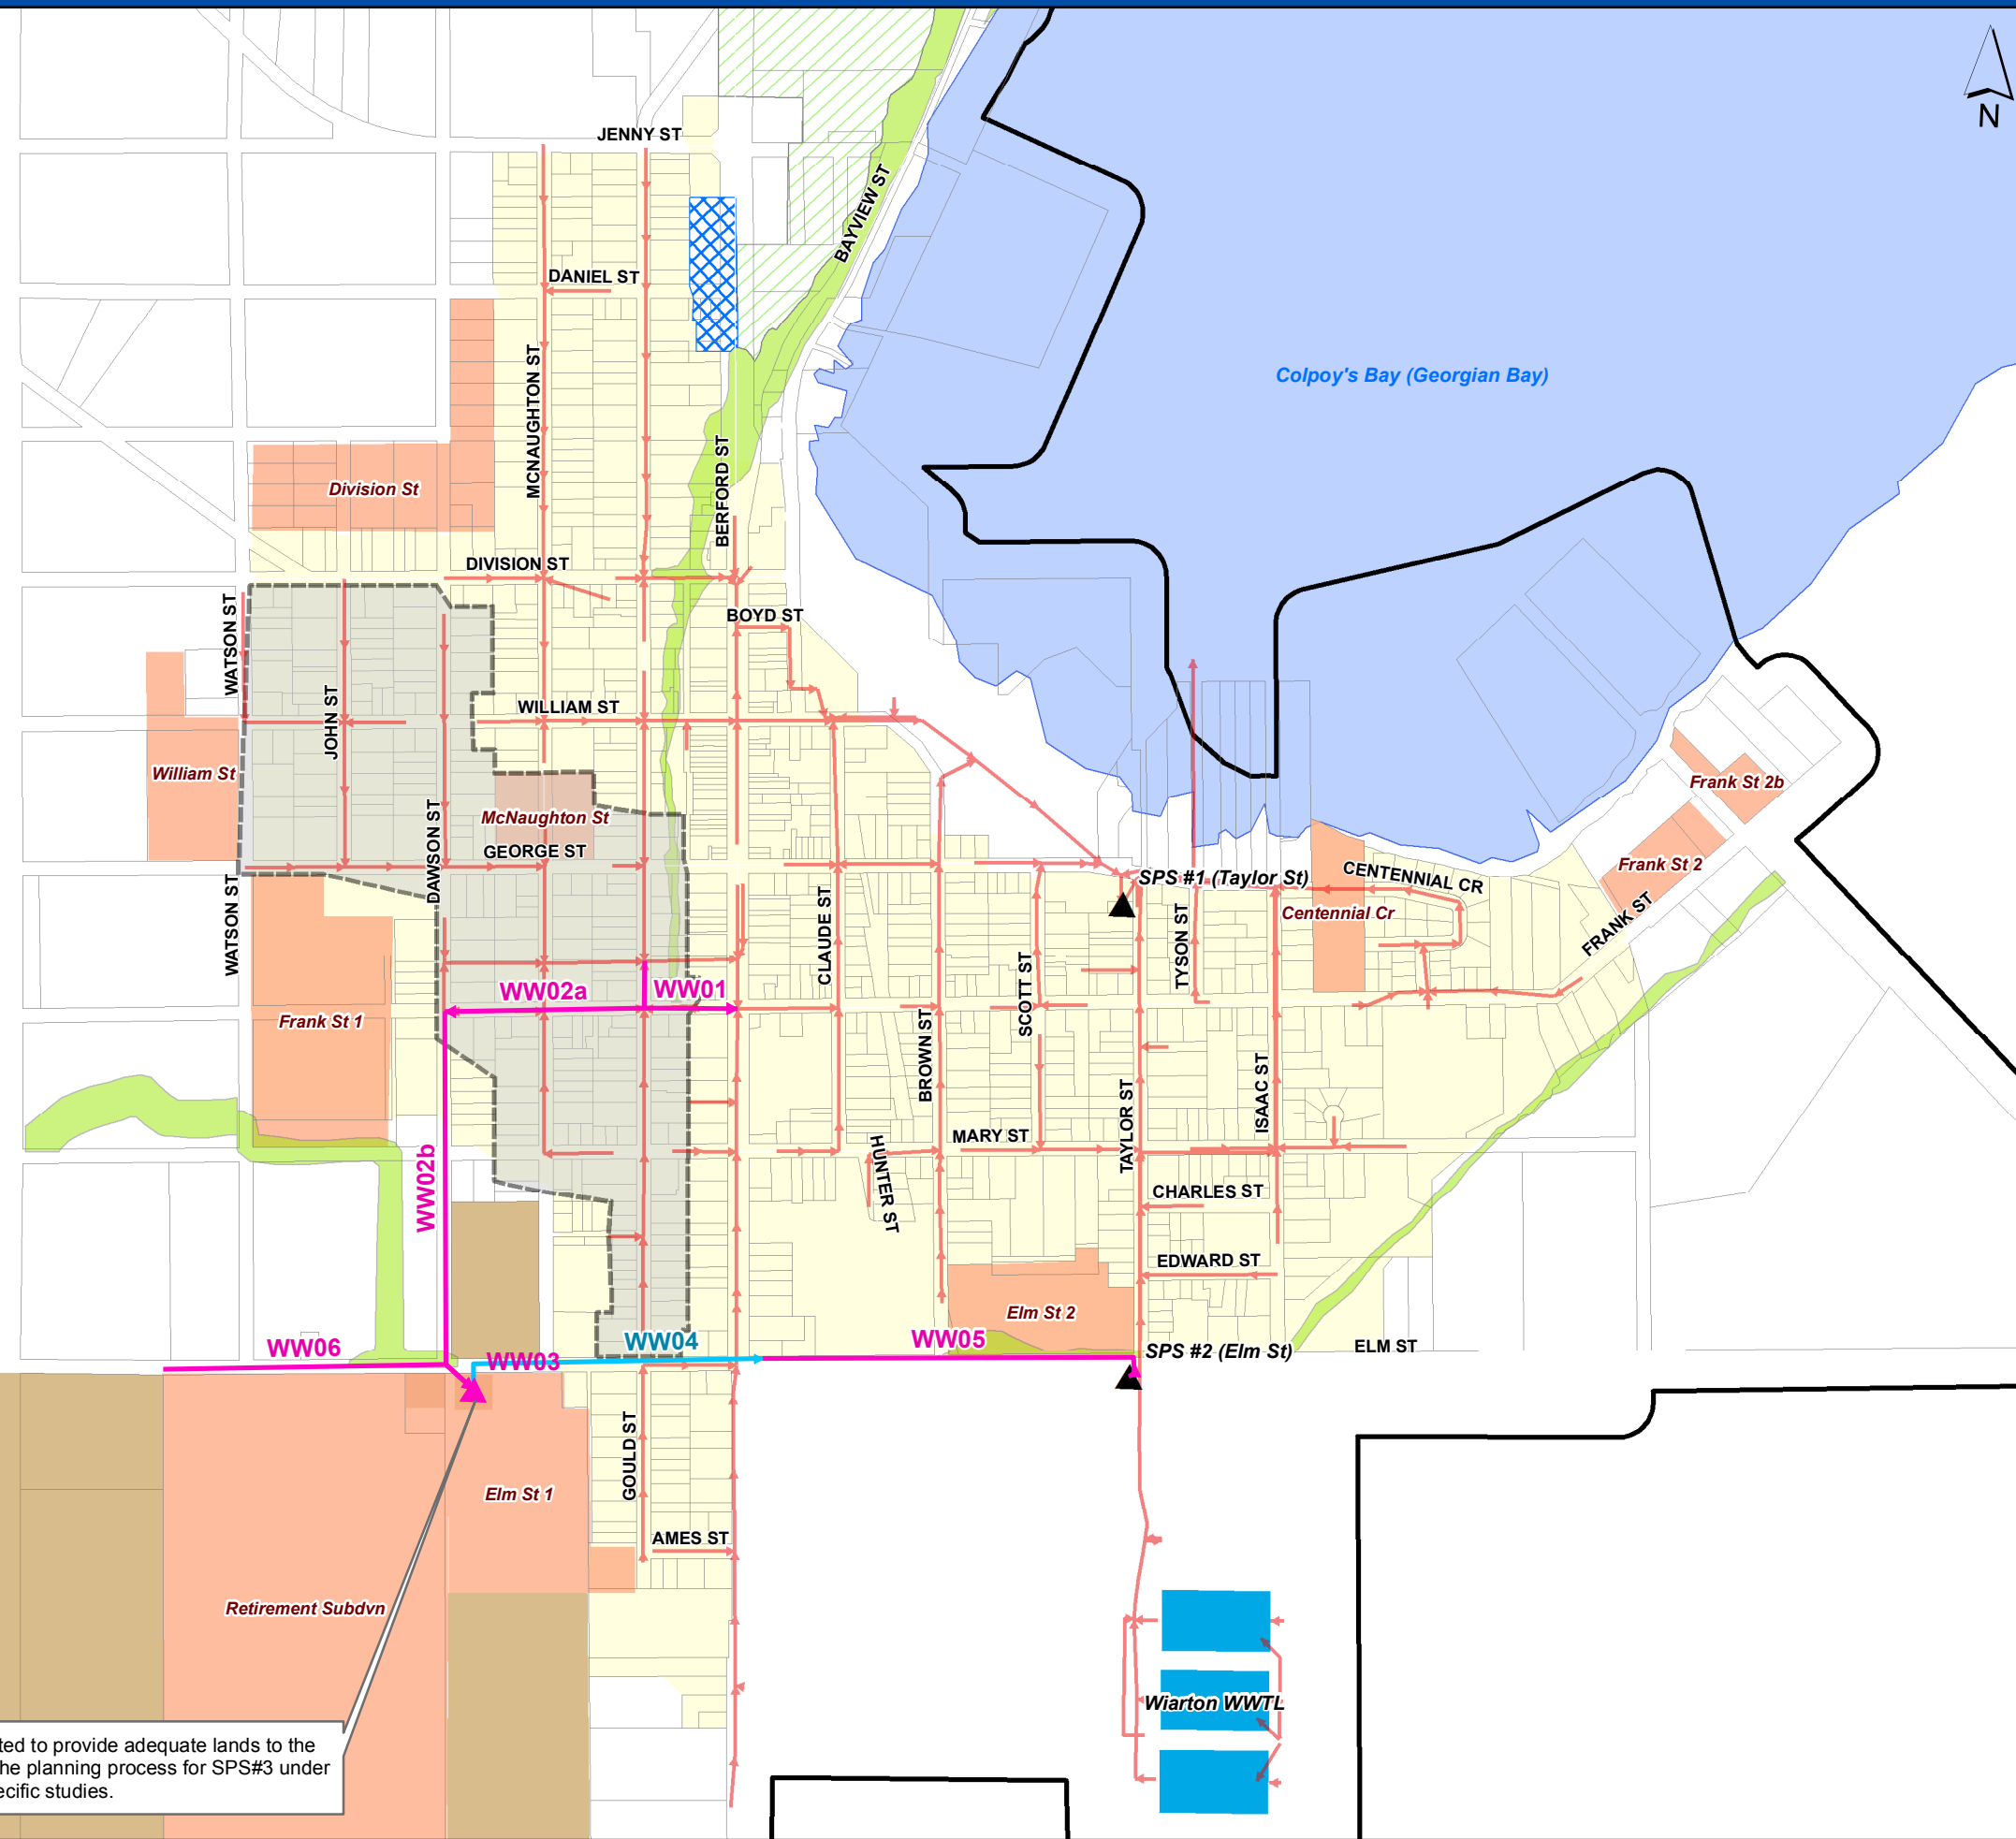 N
JENNY ST
BAYVIEW ST
DANIEL ST
MCNAUGHTON ST
Colpoy's Bay (Georgian Bay)
BERFORD ST
Division St
DIVISION ST
WATSON ST
BOYD ST
JOHN ST
WILLIAM ST
William St
DAWSON ST
McNaughton St
GEORGE ST
Frank St 2b
Frank St 2
WATSON ST
CLAUDE ST
SPS #1 (Taylor St)
CENTENNIAL CR
Centennial Cr
TYSON ST
FRANK ST
SCOTT ST
WW02a
WW01
Frank St 1
BROWN ST
ISAAC ST
TAYLOR ST
MARY ST
HUNTER ST
WW02b
CHARLES ST
EDWARD ST
Elm St 2
WW06
WW03
WW04
WW05
SPS #2 (Elm St)
ELM ST
GOULD ST
Elm St 1
AMES ST
Retirement Subdvn
Wiarton WWTL
ted to provide adequate lands to the
he planning process for SPS#3 under
ecific studies.